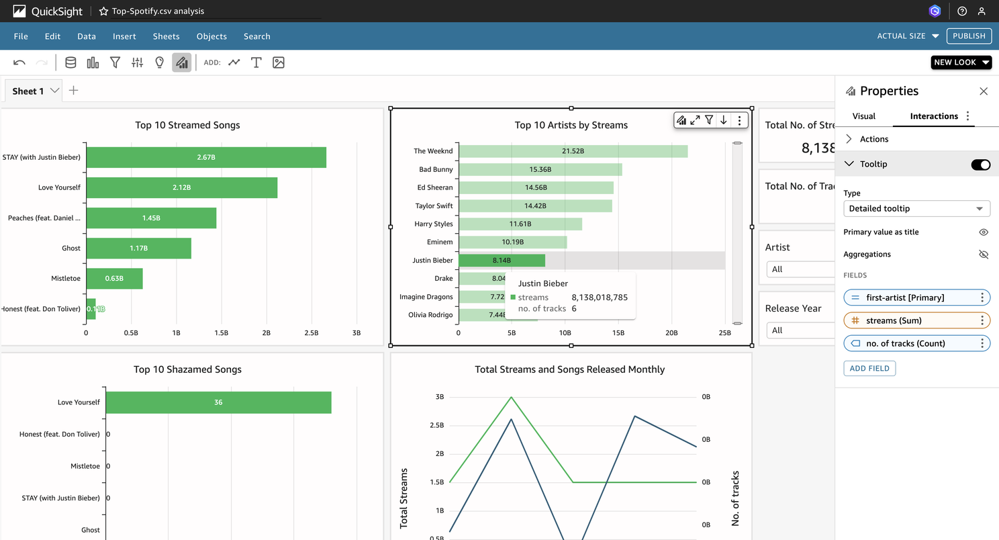 QuickSight
Top-Spotify.csv analysis
File Edit Data Insert Sheets Objects Search
ACTUAL SIZE
PUBLISH
ADD:
NEW LOOK
Sheet 1
Top 10 Streamed Songs
STAY (with Justin Bieber) 2.67B
Love Yourself 2.12B
Peaches (feat. Daniel ... 1.45B
Ghost 1.17B
Mistletoe 0.63B
Honest (feat. Don Toliver) 0.11B
0 0.5B 1B 1.5B 2B 2.5B 3B
Top 10 Artists by Streams
The Weeknd 21.52B
Bad Bunny 15.36B
Ed Sheeran 14.56B
Taylor Swift 14.42B
Harry Styles 11.61B
Eminem 10.19B
Justin Bieber 8.14B
Drake 8.04
Imagine Dragons 7.72
Olivia Rodrigo 7.44B
0 5B 10B 15B 20B 25B
Justin Bieber
streams 8,138,018,785
no. of tracks 6
Total No. of Stre
8,138
Total No. of Trac
Artist
All
Release Year
All
Top 10 Shazamed Songs
Love Yourself 36
Honest (feat. Don Toliver) 0
Mistletoe 0
STAY (with Justin Bieber) 0
Ghost
Total Streams and Songs Released Monthly
Total Streams
3B
2.5B
2B
1.5B
1B
0.5B
0B
0B
0B
0B
No. of tracks
Properties
Visual Interactions
Actions
Tooltip
Type
Detailed tooltip
Primary value as title
Aggregations
FIELDS
first-artist [Primary]
streams (Sum)
no. of tracks (Count)
ADD FIELD